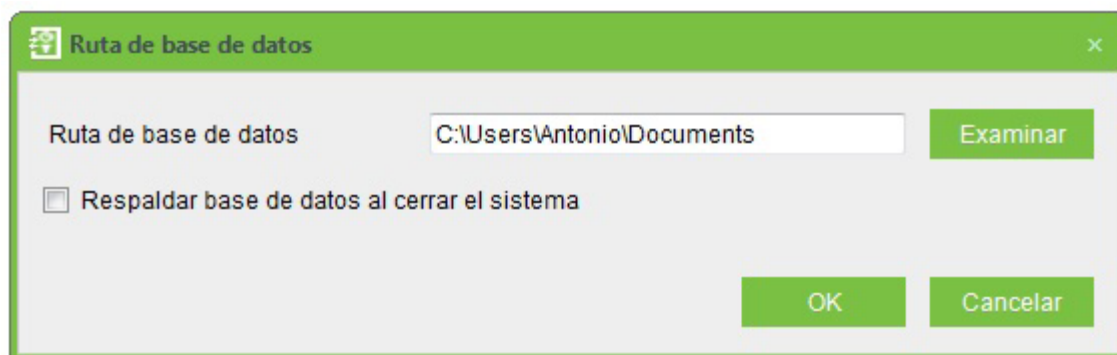 Ruta de base de datos
Ruta de base de datos C:\Users\Antonio\Documents Examinar
Respaldar base de datos al cerrar el sistema
OK Cancelar